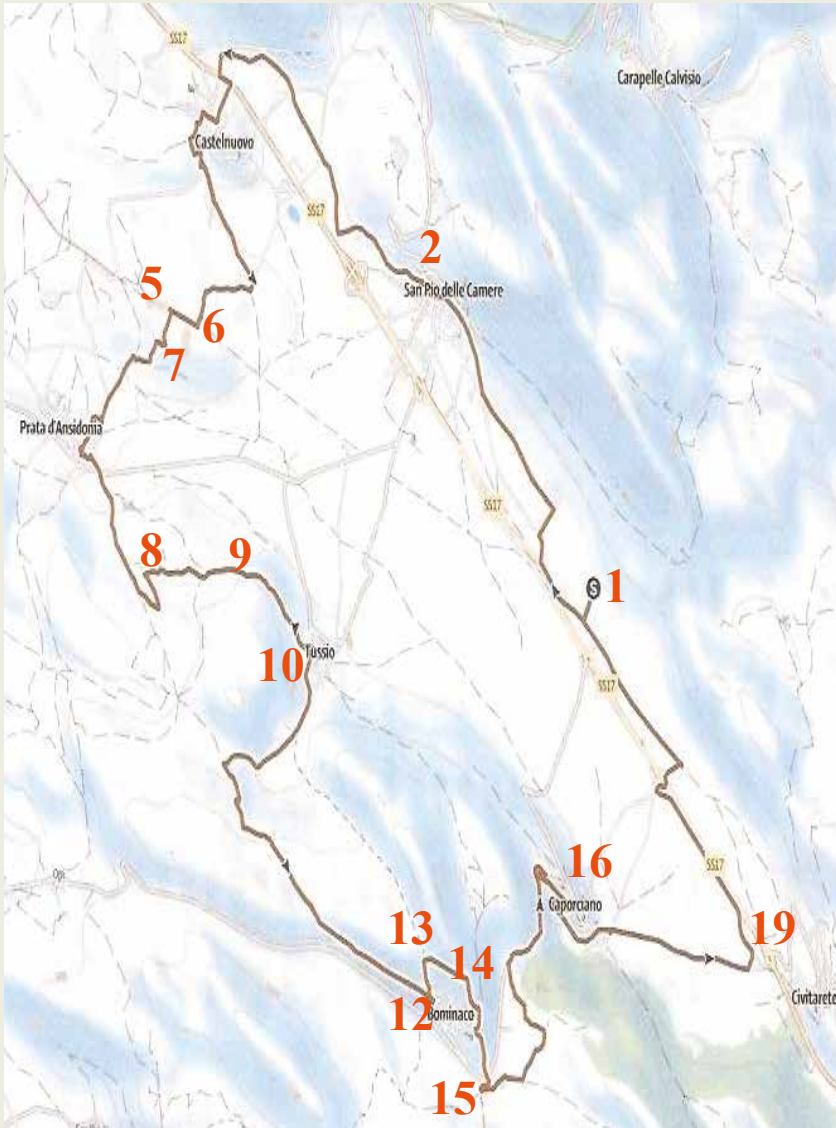 SS17
Carapelle Calvisio
Castelnuovo
SS17
2
San Pio delle Camere
5
6
7
Prata d'Ansidonia
SS17
8
9
1
S
10
Tussio
SS17
16
SS17
Caporciano
13
19
14
12
Bominaco
Civitaret
15